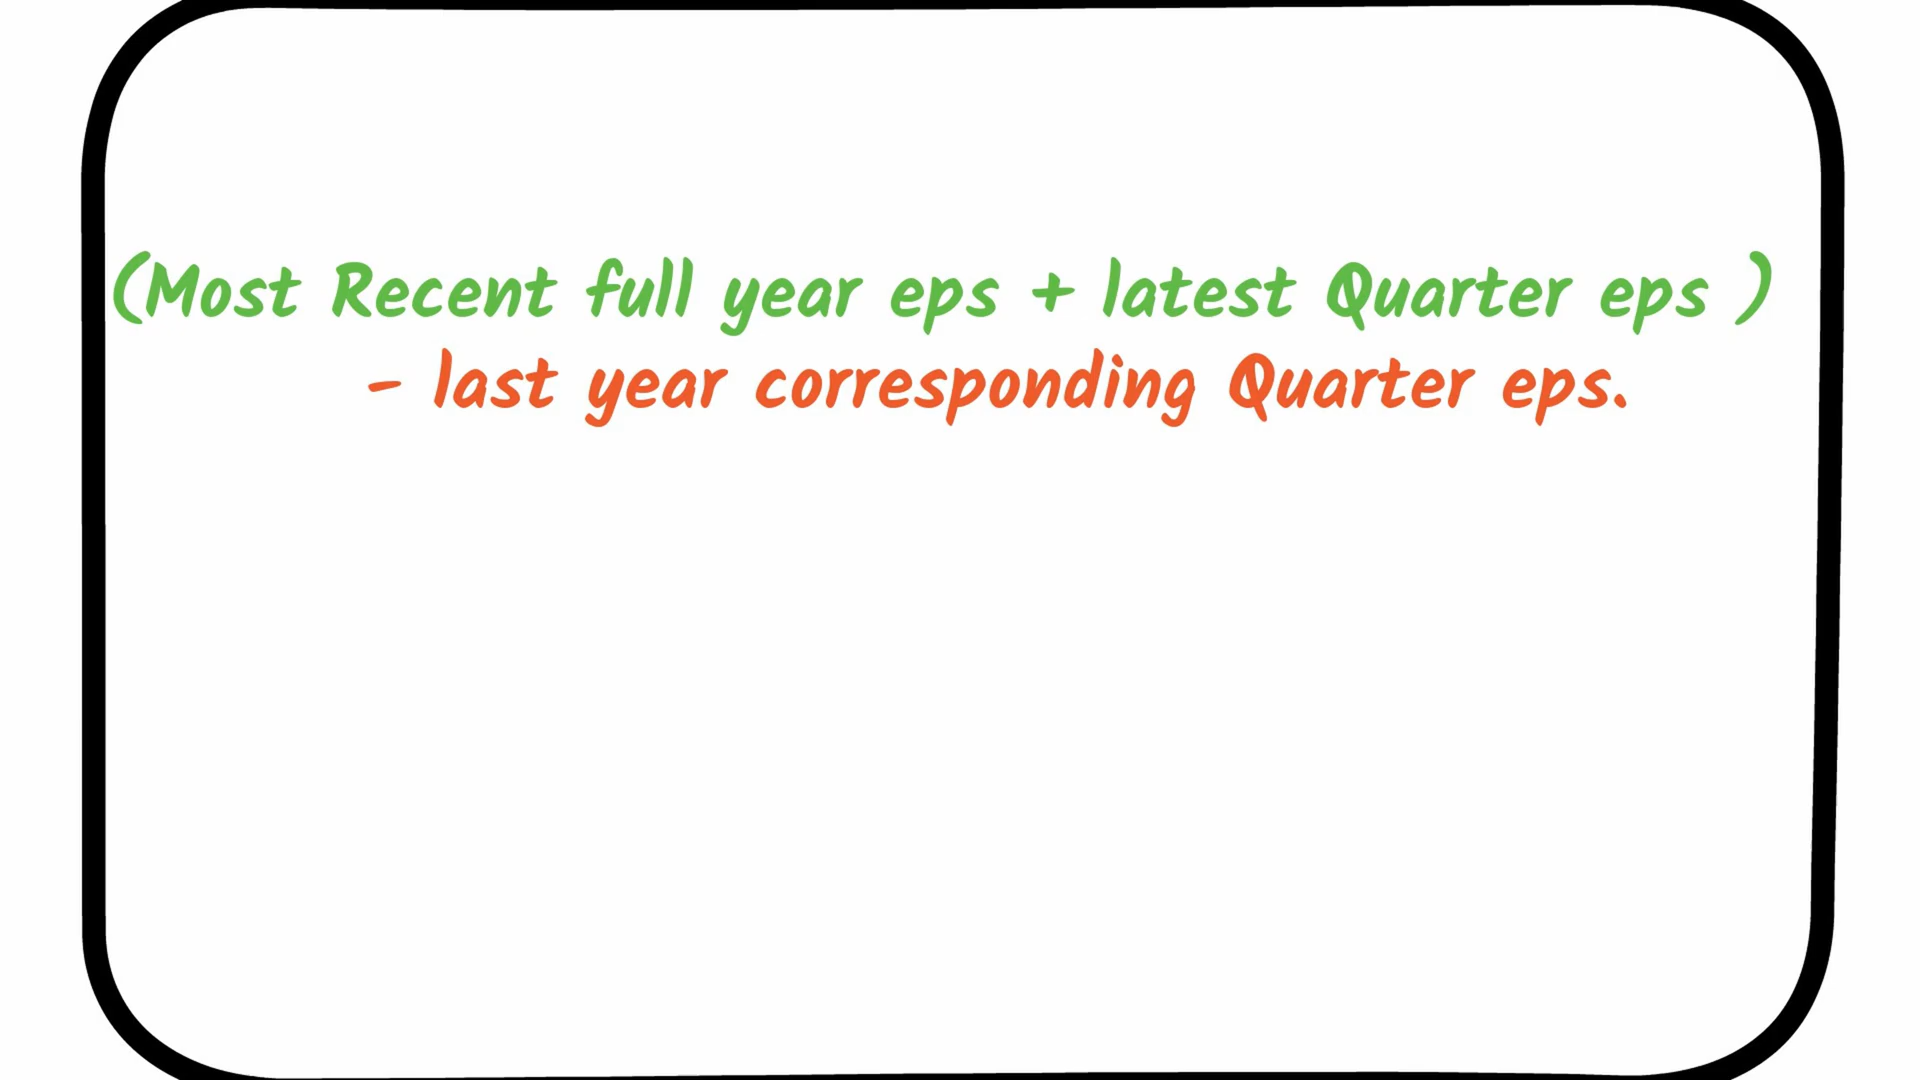 (Most Recent full year eps + latest Quarter eps )
- last year corresponding Quarter eps.